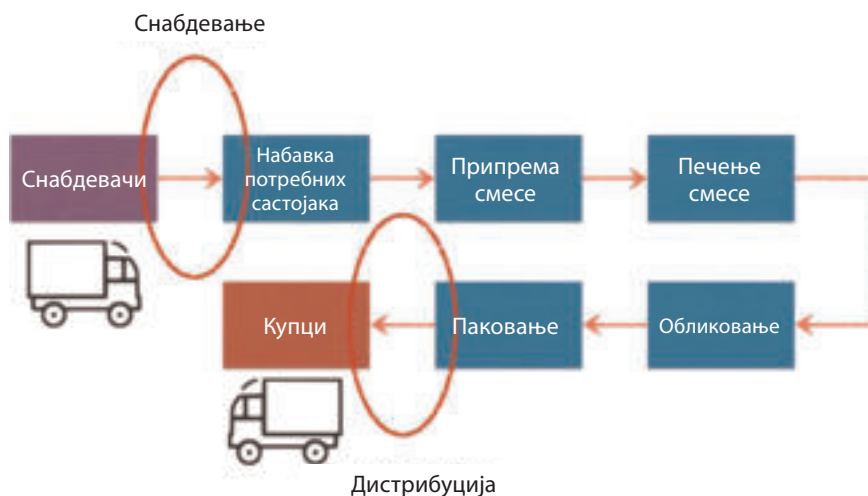 Снабдевање
Снабдевачи
Набавка
потребних
састојака
Припрема
смесе
Печење
смесе
Купци
Паковање
Обликовање
Дистрибуција